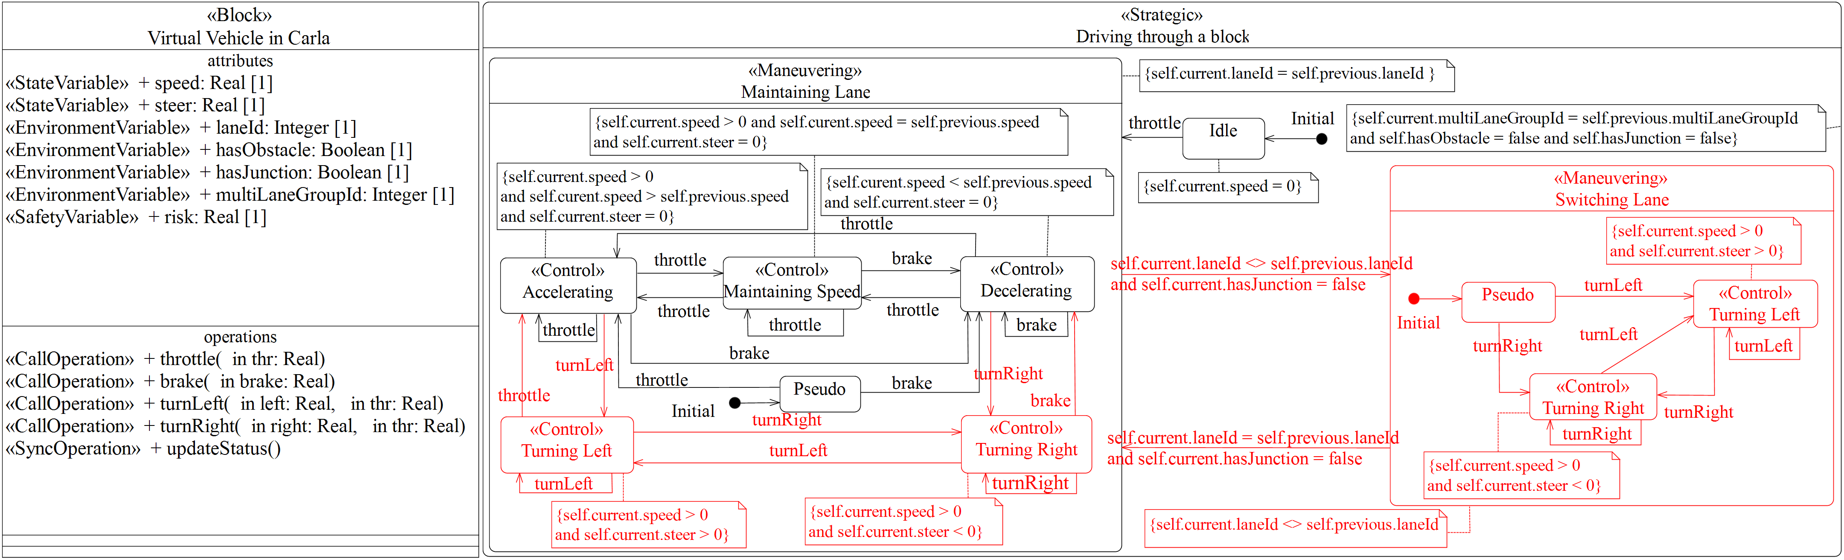 «Block»
Virtual Vehicle in Carla
attributes
«StateVariable» + speed: Real [1]
«StateVariable» + steer: Real [1]
«EnvironmentVariable» + laneId: Integer [1]
«EnvironmentVariable» + hasObstacle: Boolean [1]
«EnvironmentVariable» + hasJunction: Boolean [1]
«EnvironmentVariable» + multiLaneGroupId: Integer [1]
«SafetyVariable» + risk: Real [1]
operations
«CallOperation» + throttle( in thr: Real)
«CallOperation» + brake( in brake: Real)
«CallOperation» + turnLeft( in left: Real, in thr: Real)
«CallOperation» + turnRight( in right: Real, in thr: Real)
«SyncOperation» + updateStatus()
«Strategic»
Driving through a block
«Maneuvering»
Maintaining Lane
{self.current.laneId = self.previous.laneId }
{self.current.speed > 0 and self.curent.speed = self.previous.speed
and self.current.steer = 0}
throttle
Idle
Initial
{self.current.multiLaneGroupId = self.previous.multiLaneGroupId
and self.hasObstacle = false and self.hasJunction = false}
{self.current.speed = 0}
{self.current.speed > 0
and self.curent.speed > self.previous.speed
and self.current.steer = 0}
{self.curent.speed < self.previous.speed
and self.current.steer = 0}
throttle
throttle
brake
«Control»
Accelerating
«Control»
Maintaining Speed
«Control»
Decelerating
throttle
throttle
throttle
throttle
brake
brake
turnLeft
throttle
Pseudo
brake
turnRight
throttle
Initial
brake
turnRight
«Control»
Turning Left
«Control»
Turning Right
turnLeft
turnLeft
turnRight
{self.current.speed > 0
and self.current.steer > 0}
{self.current.speed > 0
and self.current.steer < 0}
self.current.laneId <> self.previous.laneId
and self.current.hasJunction = false
self.current.laneId = self.previous.laneId
and self.current.hasJunction = false
«Maneuvering»
Switching Lane
{self.current.speed > 0
and self.current.steer > 0}
Pseudo
turnLeft
«Control»
Turning Left
Initial
turnLeft
turnRight
turnLeft
«Control»
Turning Right
turnRight
turnRight
{self.current.speed > 0
and self.current.steer < 0}
{self.current.laneId <> self.previous.laneId